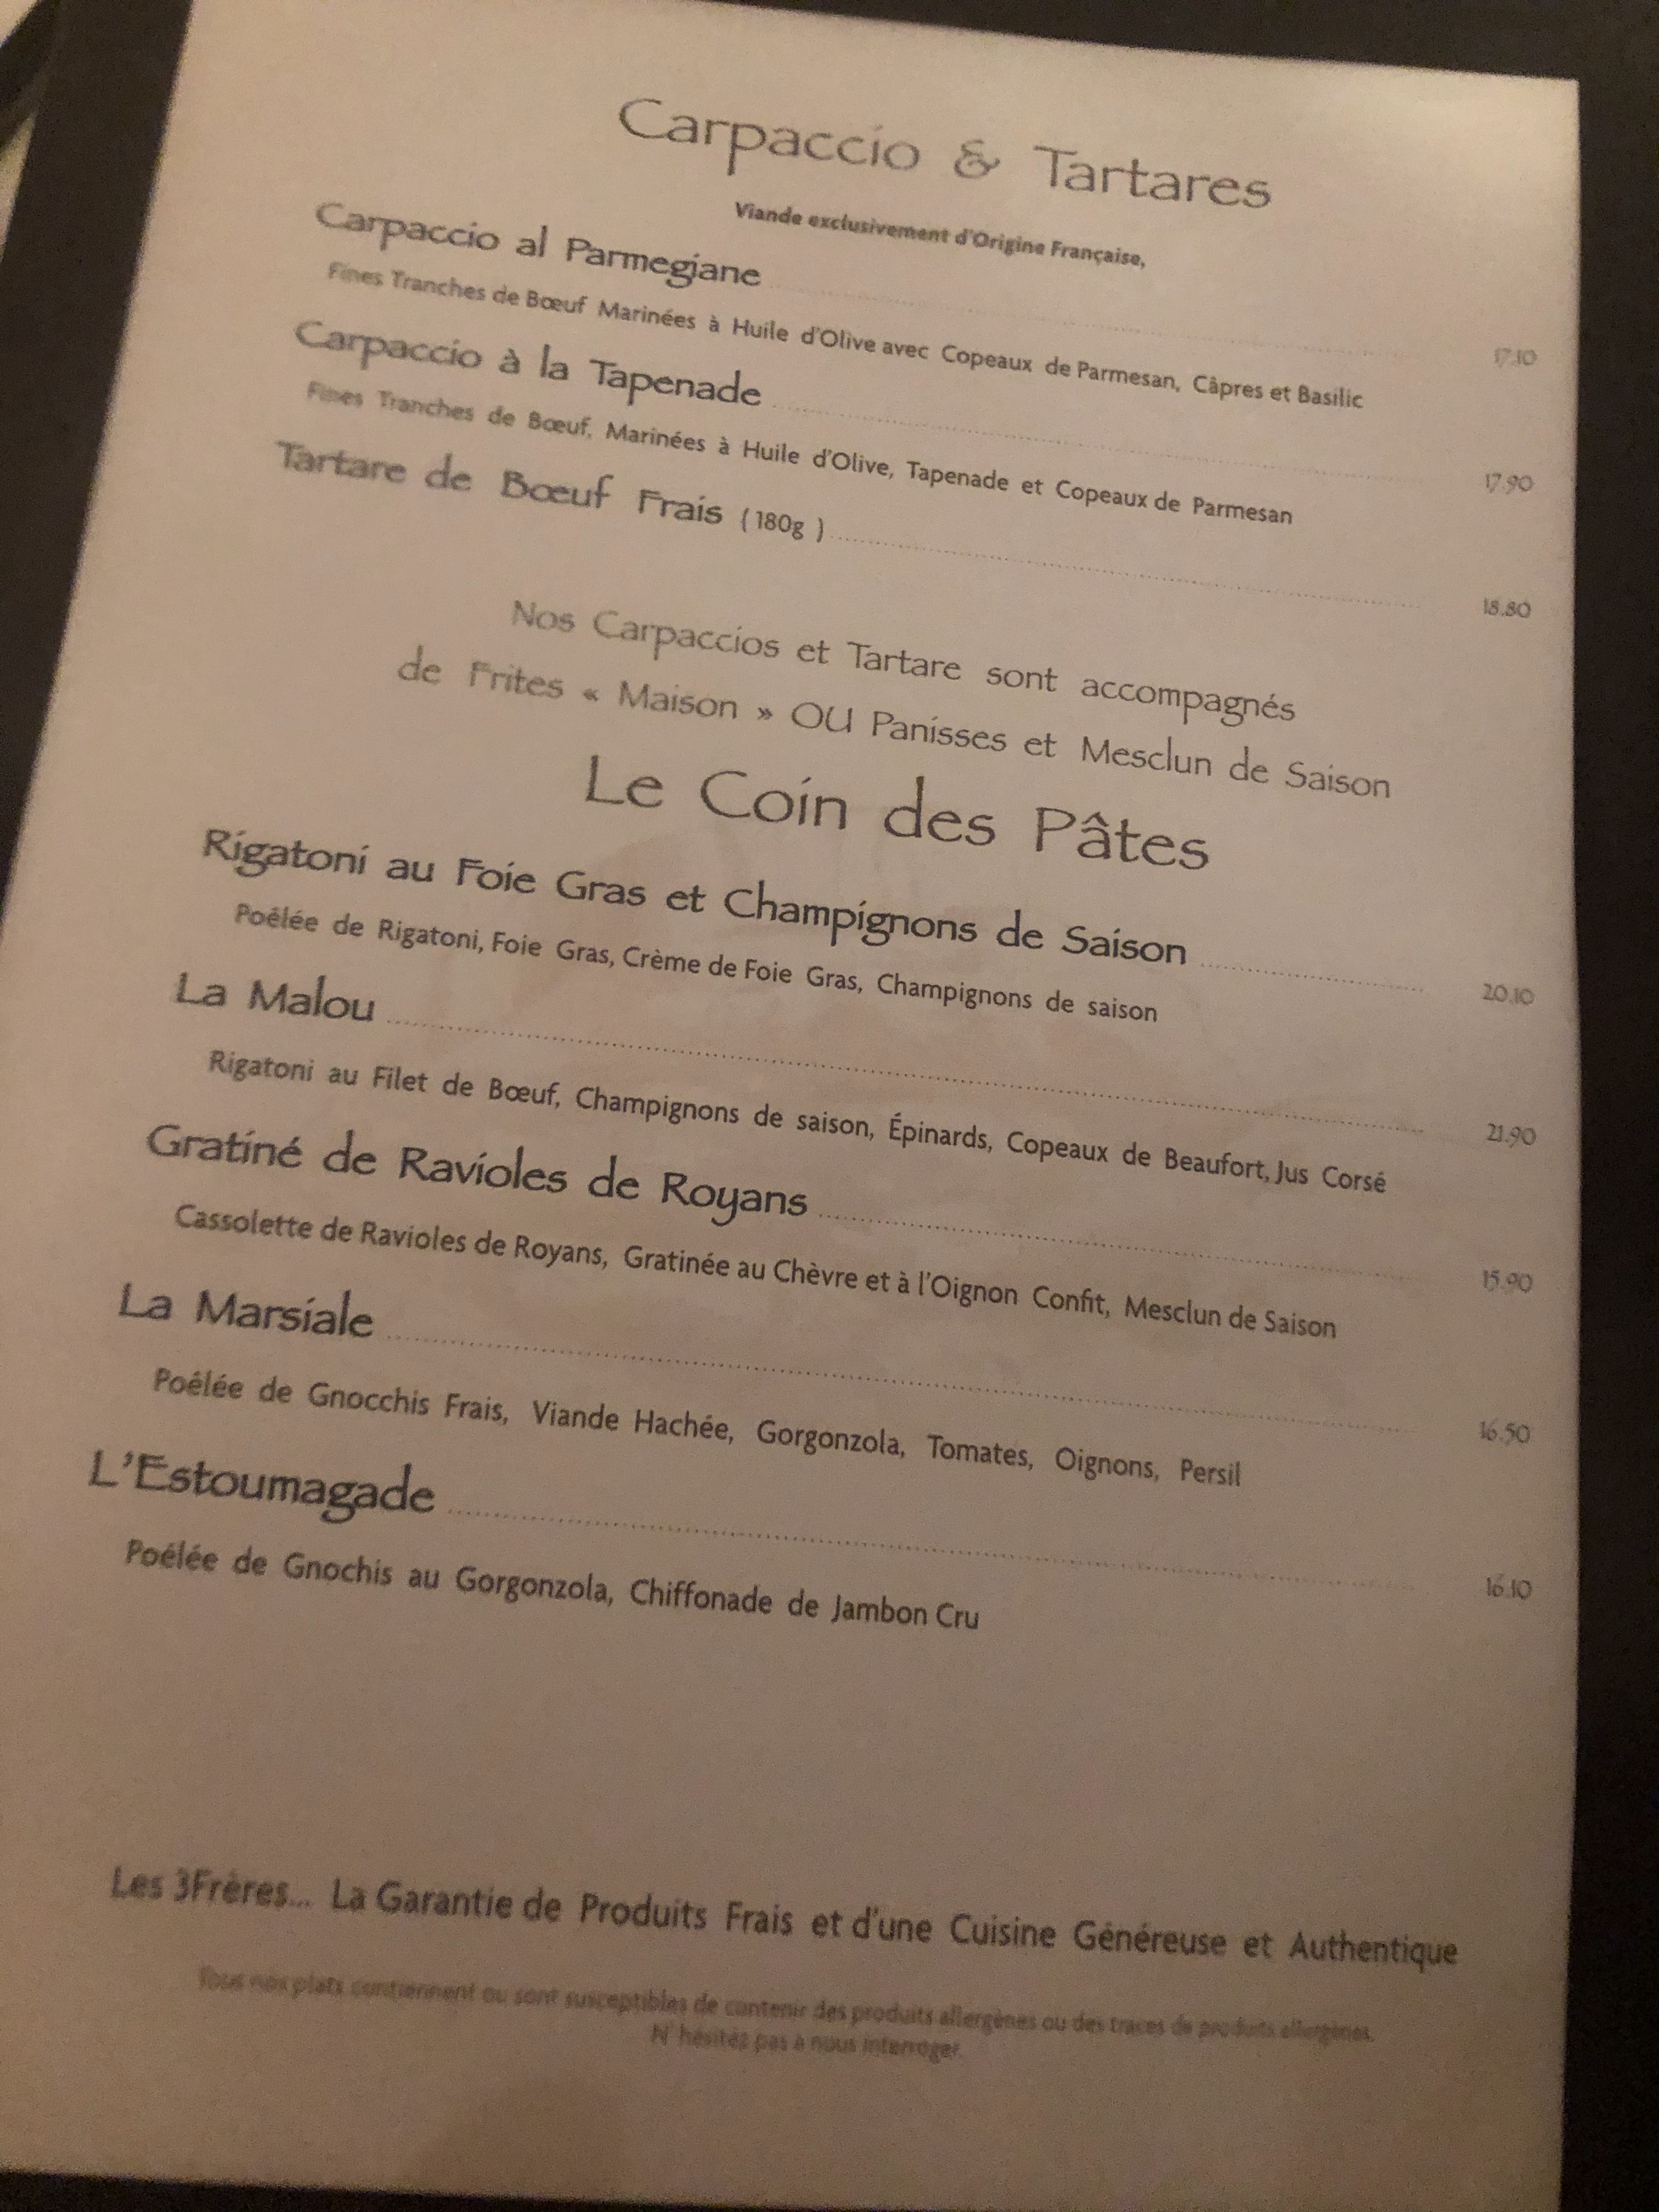 Carpaccio & Tartares
Viande exclusivement d'Origine Française,
Carpaccio al Parmegiane 17.10
Fines Tranches de Bœuf Marinées à Huile d'Olive avec Copeaux de Parmesan, Câpres et Basilic
Carpaccio à la Tapenade 17.90
Fines Tranches de Bœuf, Marinées à Huile d'Olive, Tapenade et Copeaux de Parmesan
Tartare de Bœuf Frais (180g ) 18.80
Nos Carpaccios et Tartare sont accompagnés
de Frites « Maison » OU Panisses et Mesclun de Saison
Le Coin des Pâtes
Rigatoni au Foie Gras et Champignons de Saison 20.10
Poêlée de Rigatoni, Foie Gras, Crème de Foie Gras, Champignons de saison
La Malou 21.90
Rigatoni au Filet de Bœuf, Champignons de saison, Épinards, Copeaux de Beaufort, Jus Corsé
Gratiné de Ravioles de Royans 15.90
Cassolette de Ravioles de Royans, Gratinée au Chèvre et à l'Oignon Confit, Mesclun de Saison
La Marsiale 16.50
Poêlée de Gnocchis Frais, Viande Hachée, Gorgonzola, Tomates, Oignons, Persil
L'Estoumagade 16.10
Poélée de Gnochis au Gorgonzola, Chiffonade de Jambon Cru
Les 3Frères... La Garantie de Produits Frais et d'une Cuisine Généreuse et Authentique
Tous nos plats contiennent ou sont susceptibles de contenir des produits allergènes ou des traces de produits allergènes.
N' hésitez pas à nous interroger.